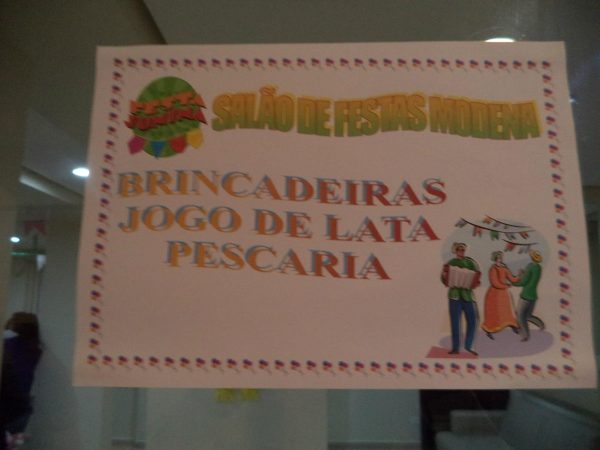 FESTA
JUNINA
SALÃO DE FESTAS MODENA
BRINCADEIRAS
JOGO DE LATA
PESCARIA